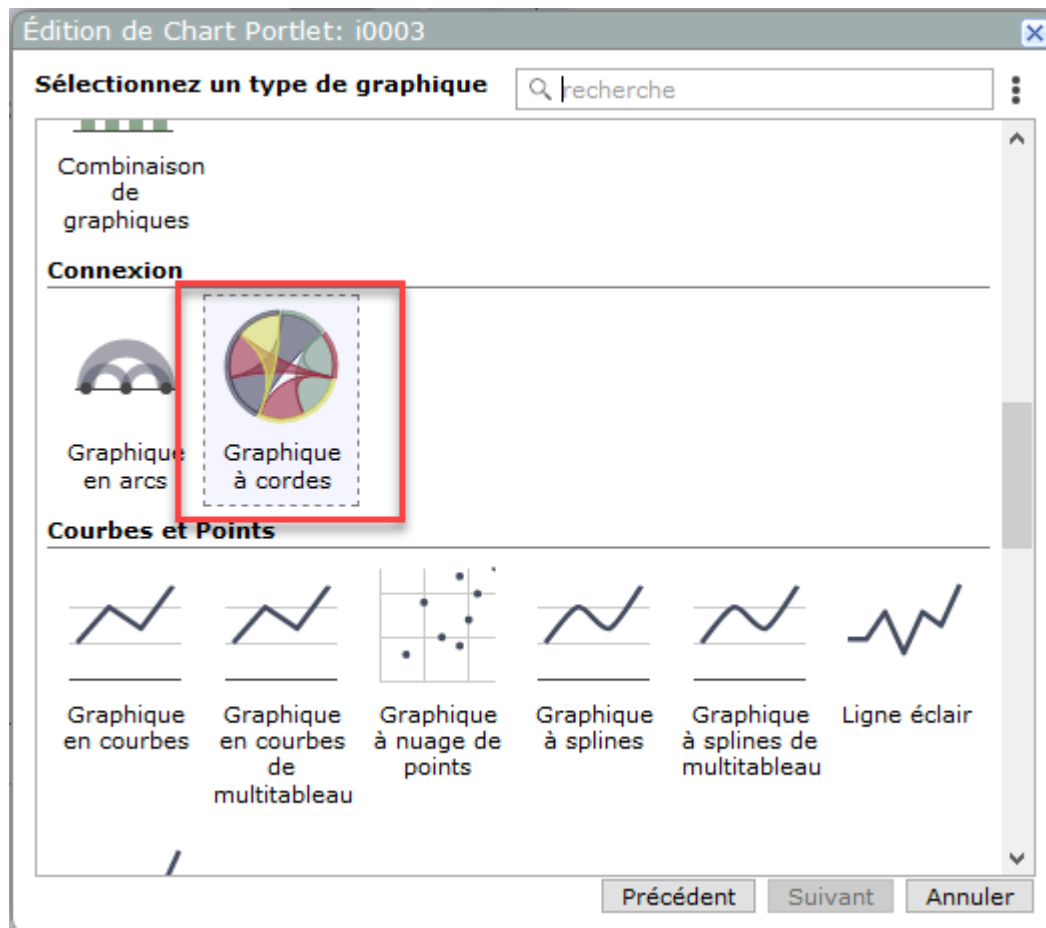 Édition de Chart Portlet: i0003
Sélectionnez un type de graphique
recherche
Combinaison
de
graphiques
Connexion
Graphique
en arcs
Graphique
à cordes
Courbes et Points
Graphique
en courbes
Graphique
en courbes
de
multitableau
Graphique
à nuage de
points
Graphique
à splines
Graphique
à splines de
multitableau
Ligne éclair
Précédent
Suivant
Annuler